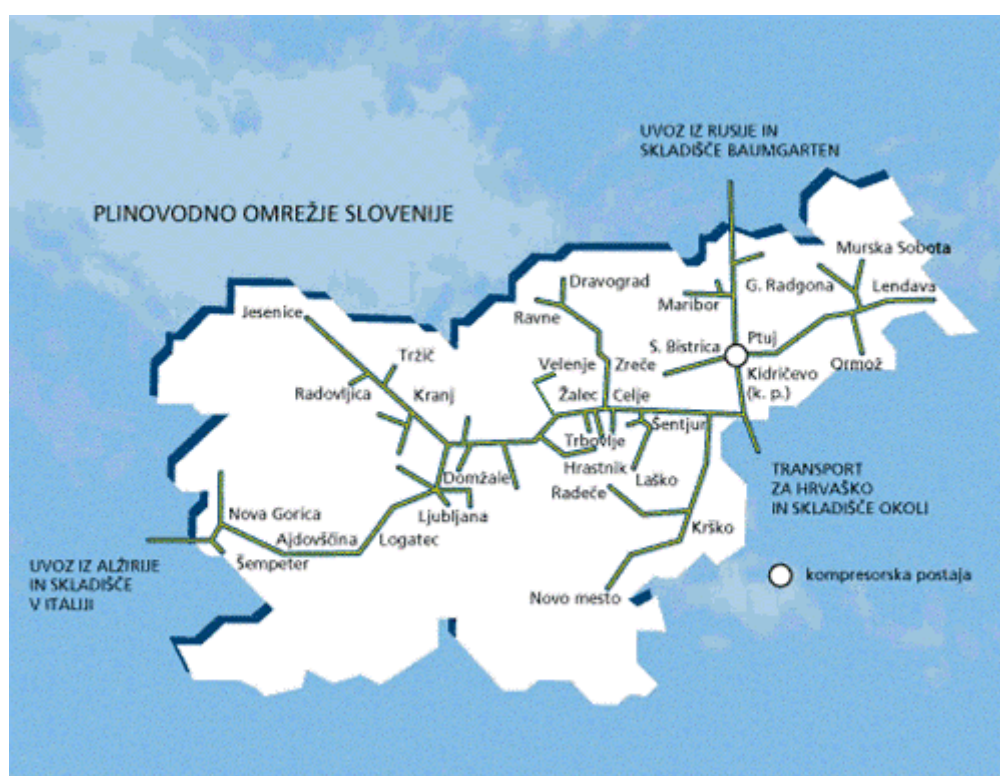 UVOZ IZ RUSIJE IN
SKLADIŠČE BAUMGARTEN
PLINOVODNO OMREŽJE SLOVENIJE
Murska Sobota
Dravograd
G. Radgona
Lendava
Maribor
Jesenice
Ravne
Ptuj
S. Bistrica
Tržič
Velenje
Zreče
Ormož
Kidričevo
(k. p.)
Radovljica
Kranj
Žalec
Celje
Šentjur
Trbovlje
Hrastnik
Laško
TRANSPORT
ZA HRVAŠKO
IN SKLADIŠČE OKOLI
Domžale
Radeče
Nova Gorica
Ljubljana
Krško
Ajdovščina
Logatec
Šempeter
UVOZ IZ ALŽIRIJE
IN SKLADIŠČE
V ITALIJI
kompresorska postaja
Novo mesto